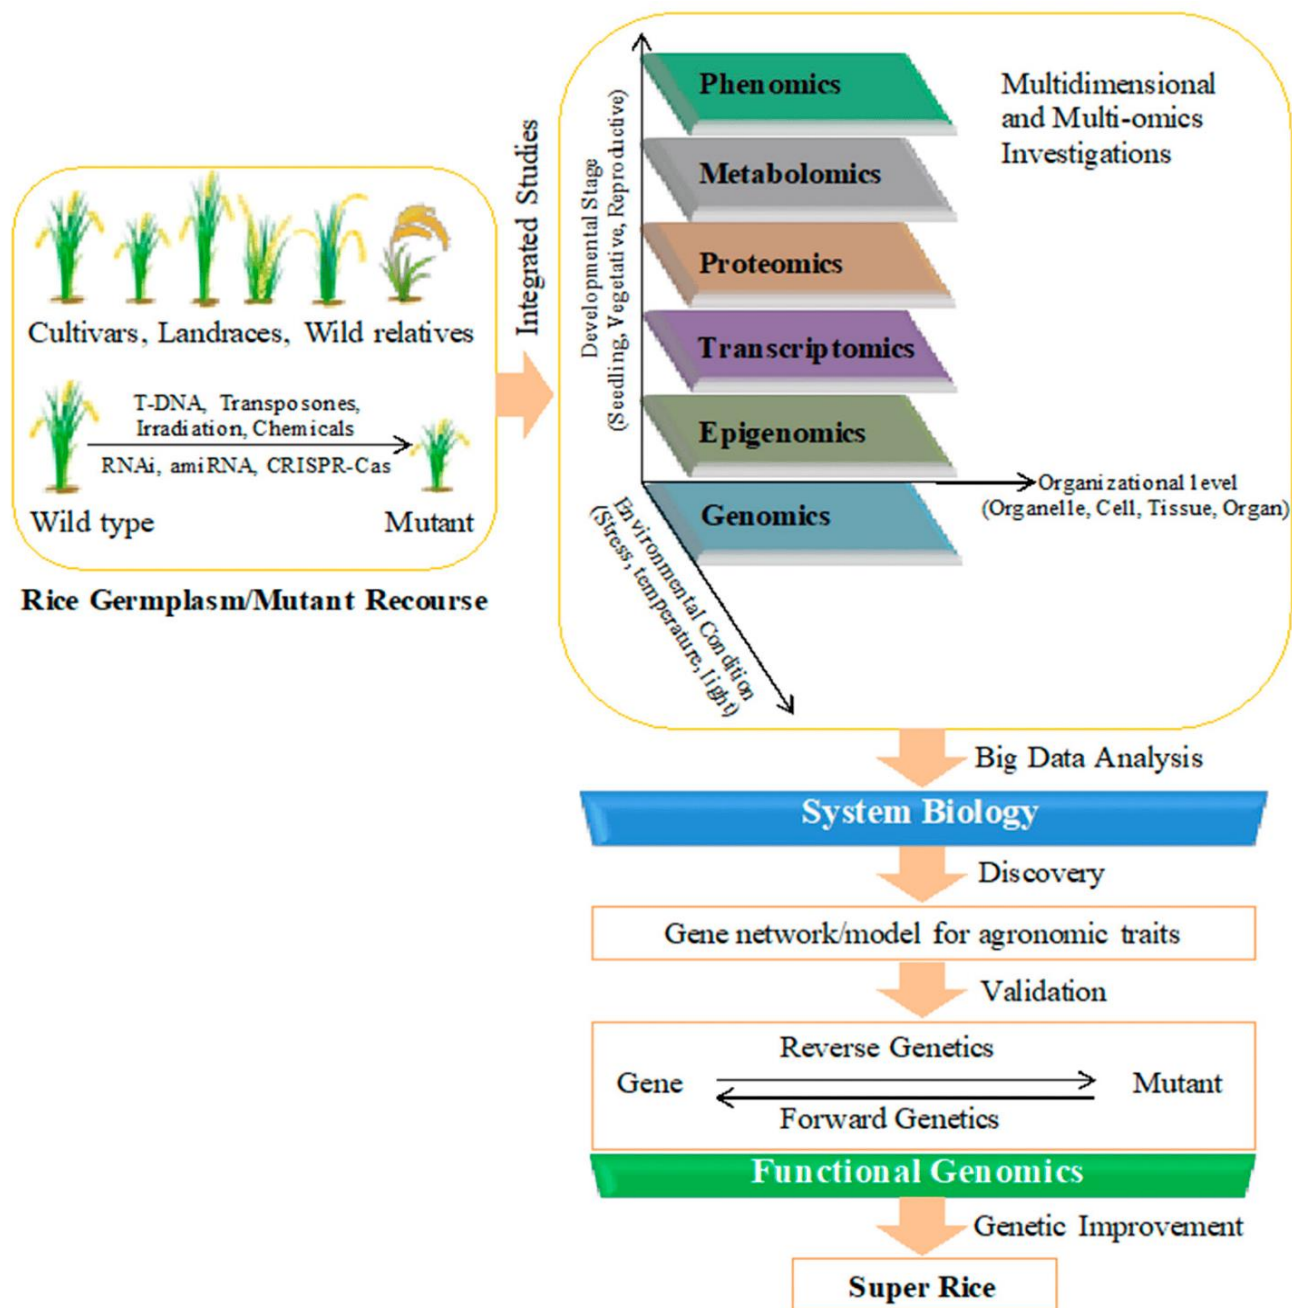 Cultivars, Landraces, Wild relatives
T-DNA, Transposones,
Irradiation, Chemicals
RNAi, amiRNA, CRISPR-Cas
Wild type
Mutant
Rice Germplasm/Mutant Recourse
Integrated Studies
Developmental Stage
(Seedling, Vegetative, Reproductive)
Phenomics
Metabolomics
Proteomics
Transcriptomics
Epigenomics
Genomics
Multidimensional
and Multi-omics
Investigations
Organizational level
(Organelle, Cell, Tissue, Organ)
Environmental Condition
(Stress, temperature, light)
Big Data Analysis
System Biology
Discovery
Gene network/model for agronomic traits
Validation
Reverse Genetics
Gene
Mutant
Forward Genetics
Functional Genomics
Genetic Improvement
Super Rice